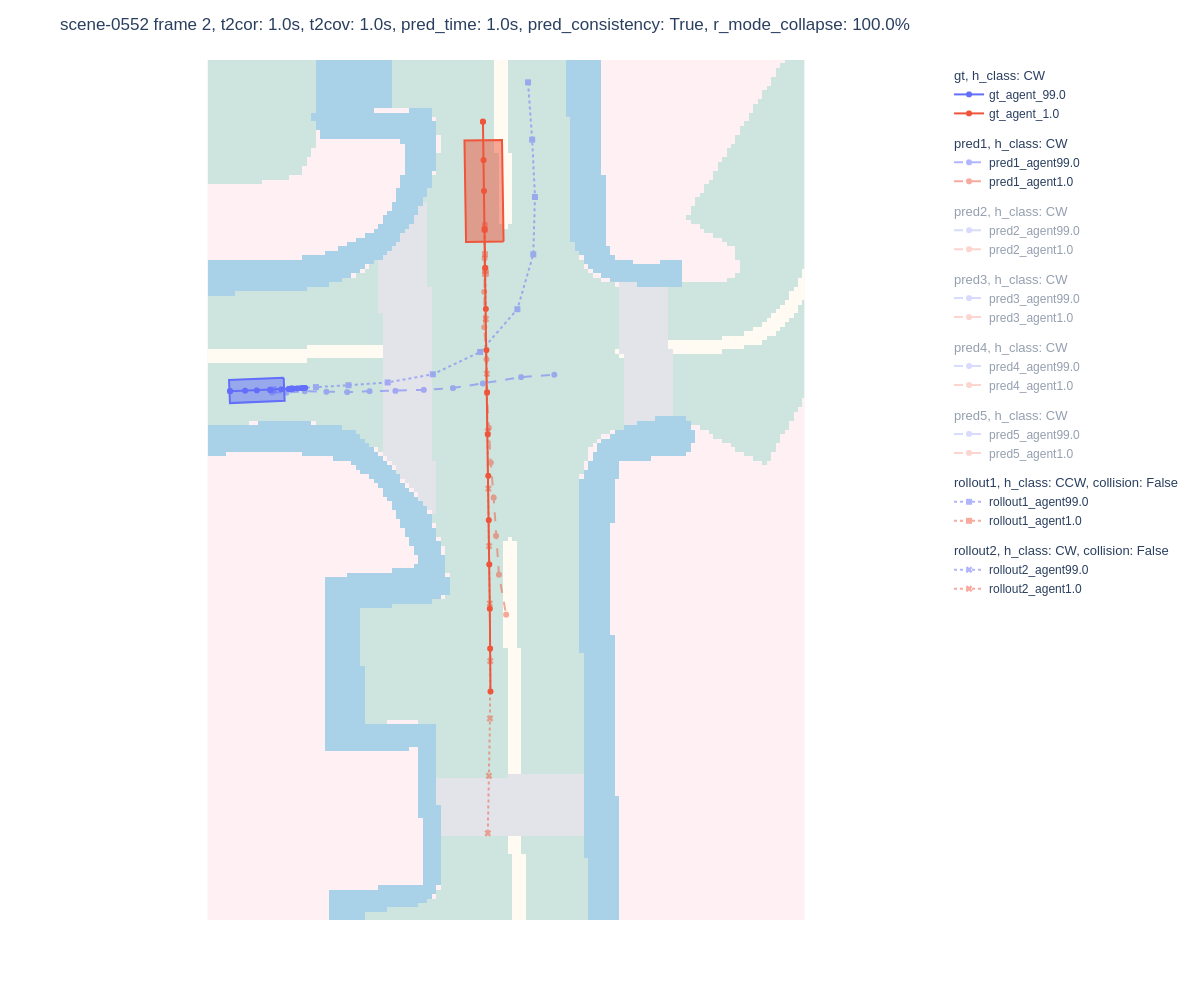 scene-0552 frame 2, t2cor: 1.0s, t2cov: 1.0s, pred_time: 1.0s, pred_consistency: True, r_mode_collapse: 100.0%
gt, h_class: CW
gt_agent_99.0
gt_agent_1.0
pred1, h_class: CW
pred1_agent99.0
pred1_agent1.0
pred2, h_class: CW
pred2_agent99.0
pred2_agent1.0
pred3, h_class: CW
pred3_agent99.0
pred3_agent1.0
pred4, h_class: CW
pred4_agent99.0
pred4_agent1.0
pred5, h_class: CW
pred5_agent99.0
pred5_agent1.0
rollout1, h_class: CCW, collision: False
rollout1_agent99.0
rollout1_agent1.0
rollout2, h_class: CW, collision: False
rollout2_agent99.0
rollout2_agent1.0